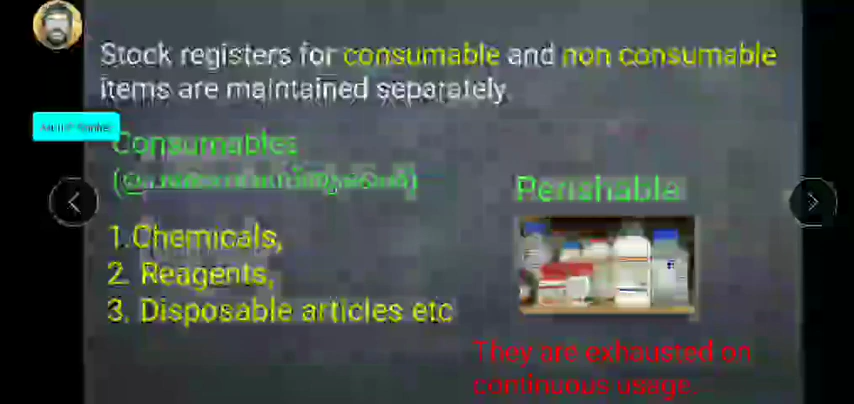 Stock registers for consumable and non consumable
items are maintained separately.
Consumables
Perishable
1.Chemicals,
2. Reagents,
3. Disposable articles etc
They are exhausted on
continuous usage.